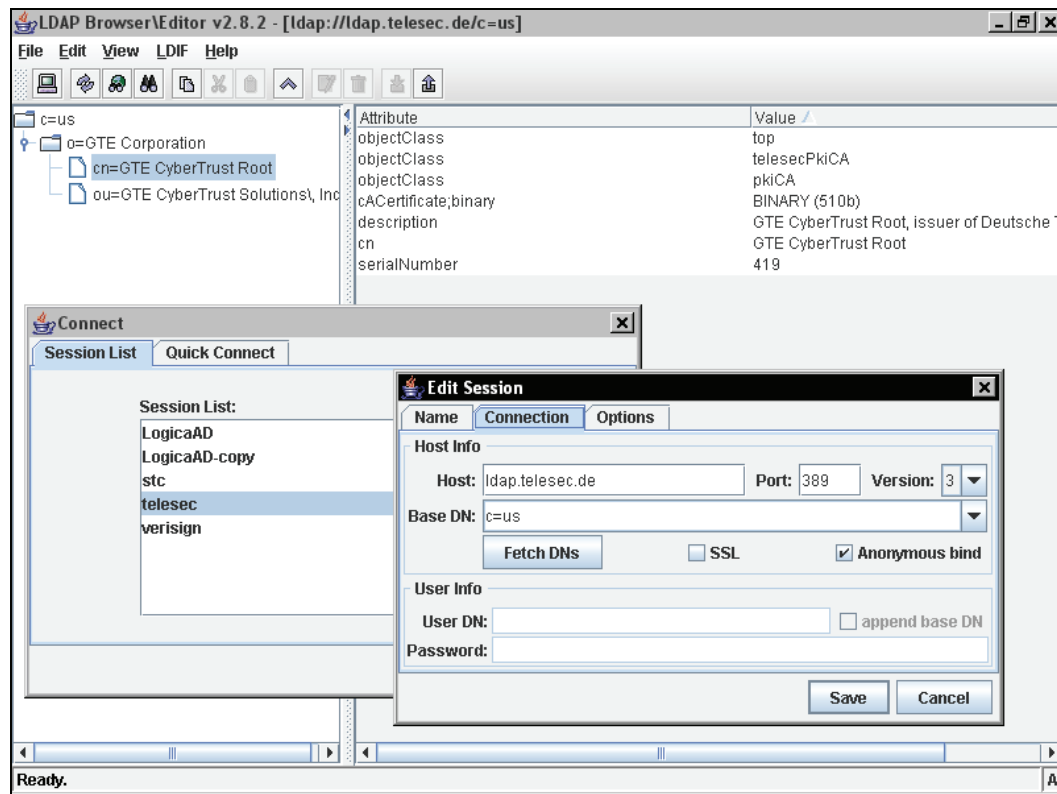 LDAP Browser\Editor v2.8.2 - [ldap://ldap.telesec.de/c=us]
File Edit View LDIF Help
c=us
o=GTE Corporation
cn=GTE CyberTrust Root
ou=GTE CyberTrust Solutions\, Inc
Attribute Value
objectClass top
objectClass telesecPkiCA
objectClass pkiCA
cACertificate;binary BINARY (510b)
description GTE CyberTrust Root, issuer of Deutsche T
cn GTE CyberTrust Root
serialNumber 419
Connect
Session List Quick Connect
Session List:
LogicaAD
LogicaAD-copy
stc
telesec
verisign
Edit Session
Name Connection Options
Host Info
Host: ldap.telesec.de Port: 389 Version: 3
Base DN: c=us
Fetch DNs SSL Anonymous bind
User Info
User DN: append base DN
Password:
Save Cancel
Ready. A